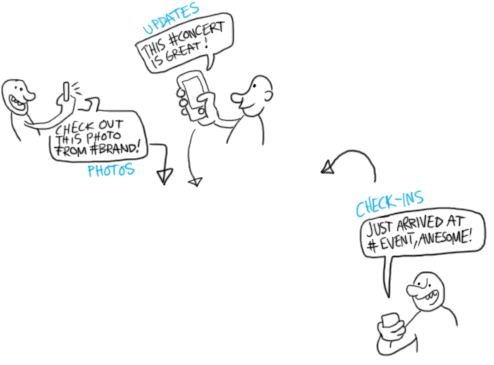 UPDATES
THIS #CONCERT
IS GREAT!
CHECK OUT
THIS PHOTO
FROM #BRAND!
PHOTOS
CHECK-INS
JUST ARRIVED AT
# EVENT, AWESOME!